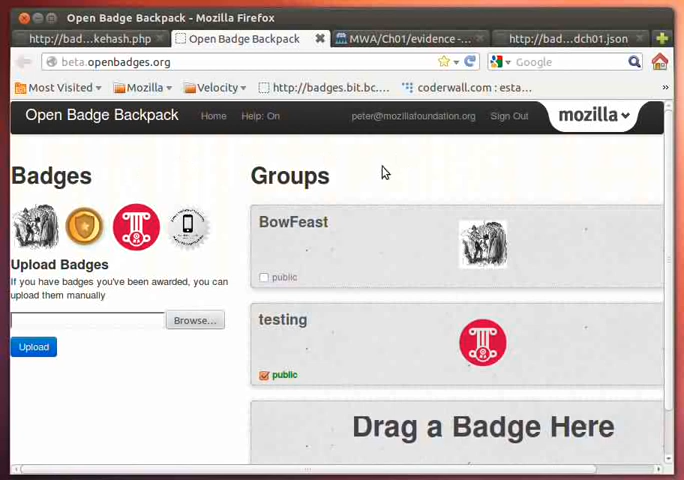 Open Badge Backpack - Mozilla Firefox
http://bad...kehash.php
Open Badge Backpack
MWA/Ch01/evidence -...
http://bad...dch01.json
beta.openbadges.org
Google
Most Visited
Mozilla
Velocity
http://badges.bit.bc....
coderwall.com : esta...
»
Open Badge Backpack
Home
Help: On
peter@mozillafoundation.org
Sign Out
mozilla
Badges
Groups
BowFeast
public
Upload Badges
If you have badges you've been awarded, you can
upload them manually
Browse...
Upload
testing
public
Drag a Badge Here